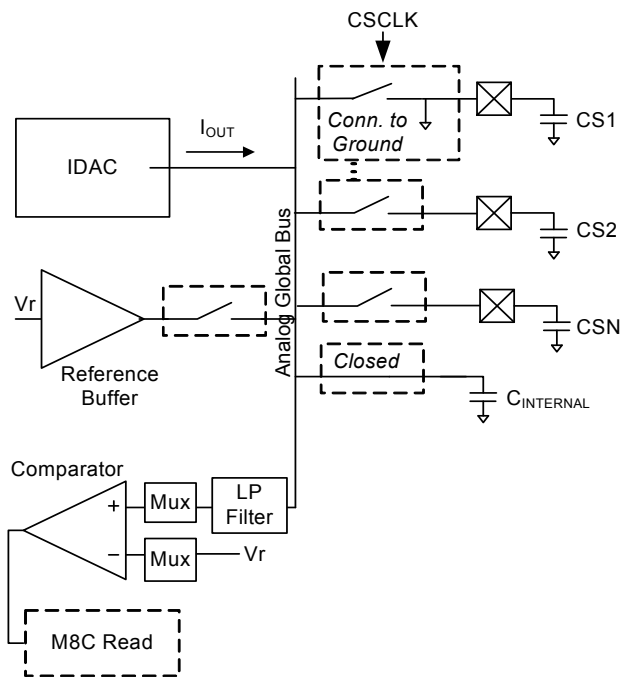 CSCLK
Conn. to
Ground
CS1
IOUT
IDAC
CS2
Analog Global Bus
Vr
Reference
Buffer
CSN
Closed
CINTERNAL
Comparator
+
Mux
LP
Filter
−
Mux
Vr
M8C Read